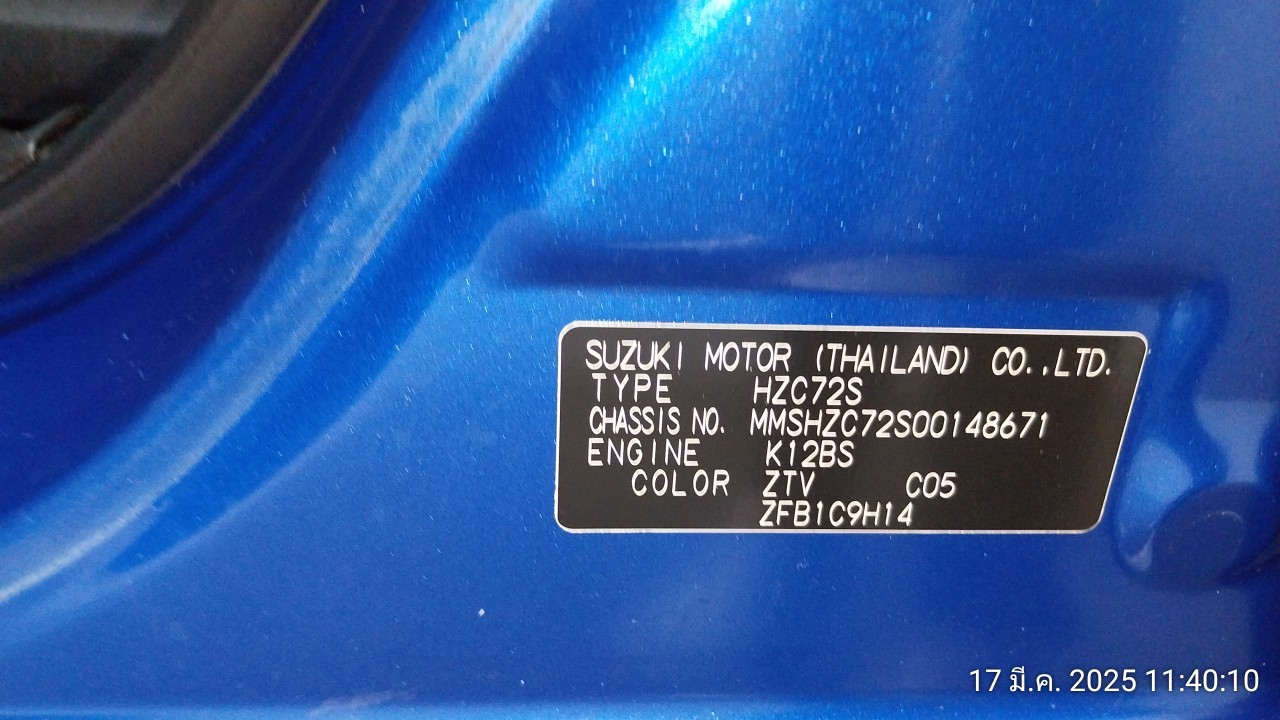 SUZUKI MOTOR (THAILAND) CO.,LTD.
TYPE HZC72S
CHASSIS NO. MMSHZC72S00148671
ENGINE K12BS
COLOR ZTV C05
ZFB1C9H14
17 มี.ค. 2025 11:40:10